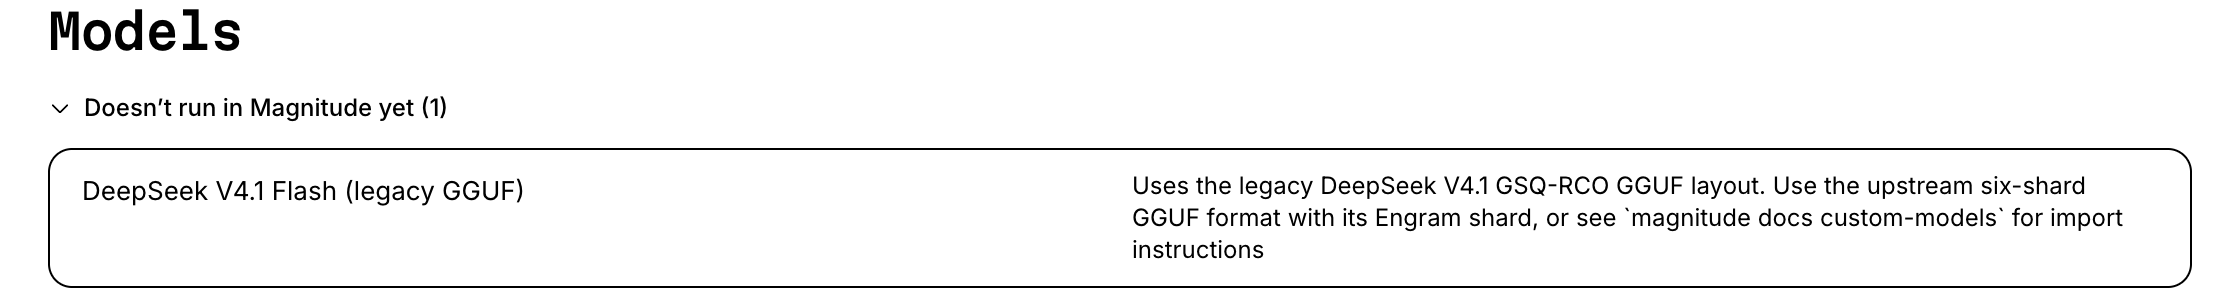 Models
Doesn’t run in Magnitude yet (1)
DeepSeek V4.1 Flash (legacy GGUF)
Uses the legacy DeepSeek V4.1 GSQ-RCO GGUF layout. Use the upstream six-shard
GGUF format with its Engram shard, or see `magnitude docs custom-models` for import
instructions